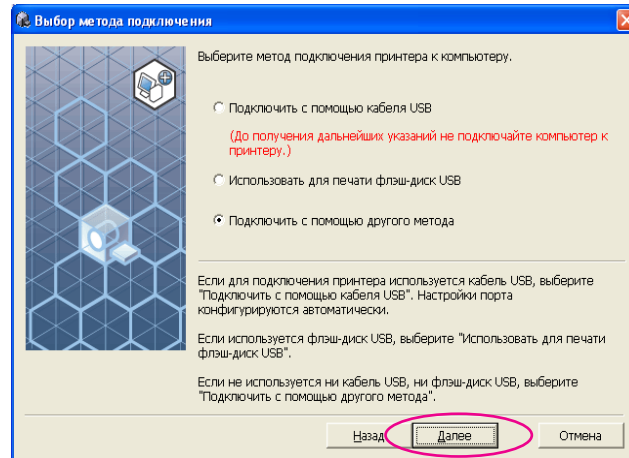 Выбор метода подключения
Выберите метод подключения принтера к компьютеру.
Подключить с помощью кабеля USB
(До получения дальнейших указаний не подключайте компьютер к
принтеру.)
Использовать для печати флэш-диск USB
Подключить с помощью другого метода
Если для подключения принтера используется кабель USB, выберите
"Подключить с помощью кабеля USB". Настройки порта
конфигурируются автоматически.
Если используется флэш-диск USB, выберите "Использовать для печати
флэш-диск USB".
Если не используется ни кабель USB, ни флэш-диск USB, выберите
"Подключить с помощью другого метода".
Назад Далее Отмена